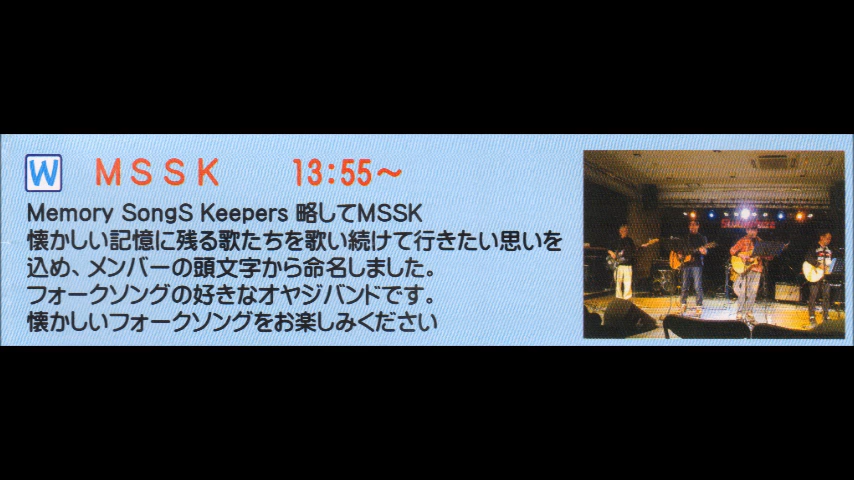 W MSSK 13:55～
Memory SongS Keepers 略してMSSK
懐かしい記憶に残る歌たちを歌い続けて行きたい思いを
込め、メンバーの頭文字から命名しました。
フォークソングの好きなオヤジバンドです。
懐かしいフォークソングをお楽しみください